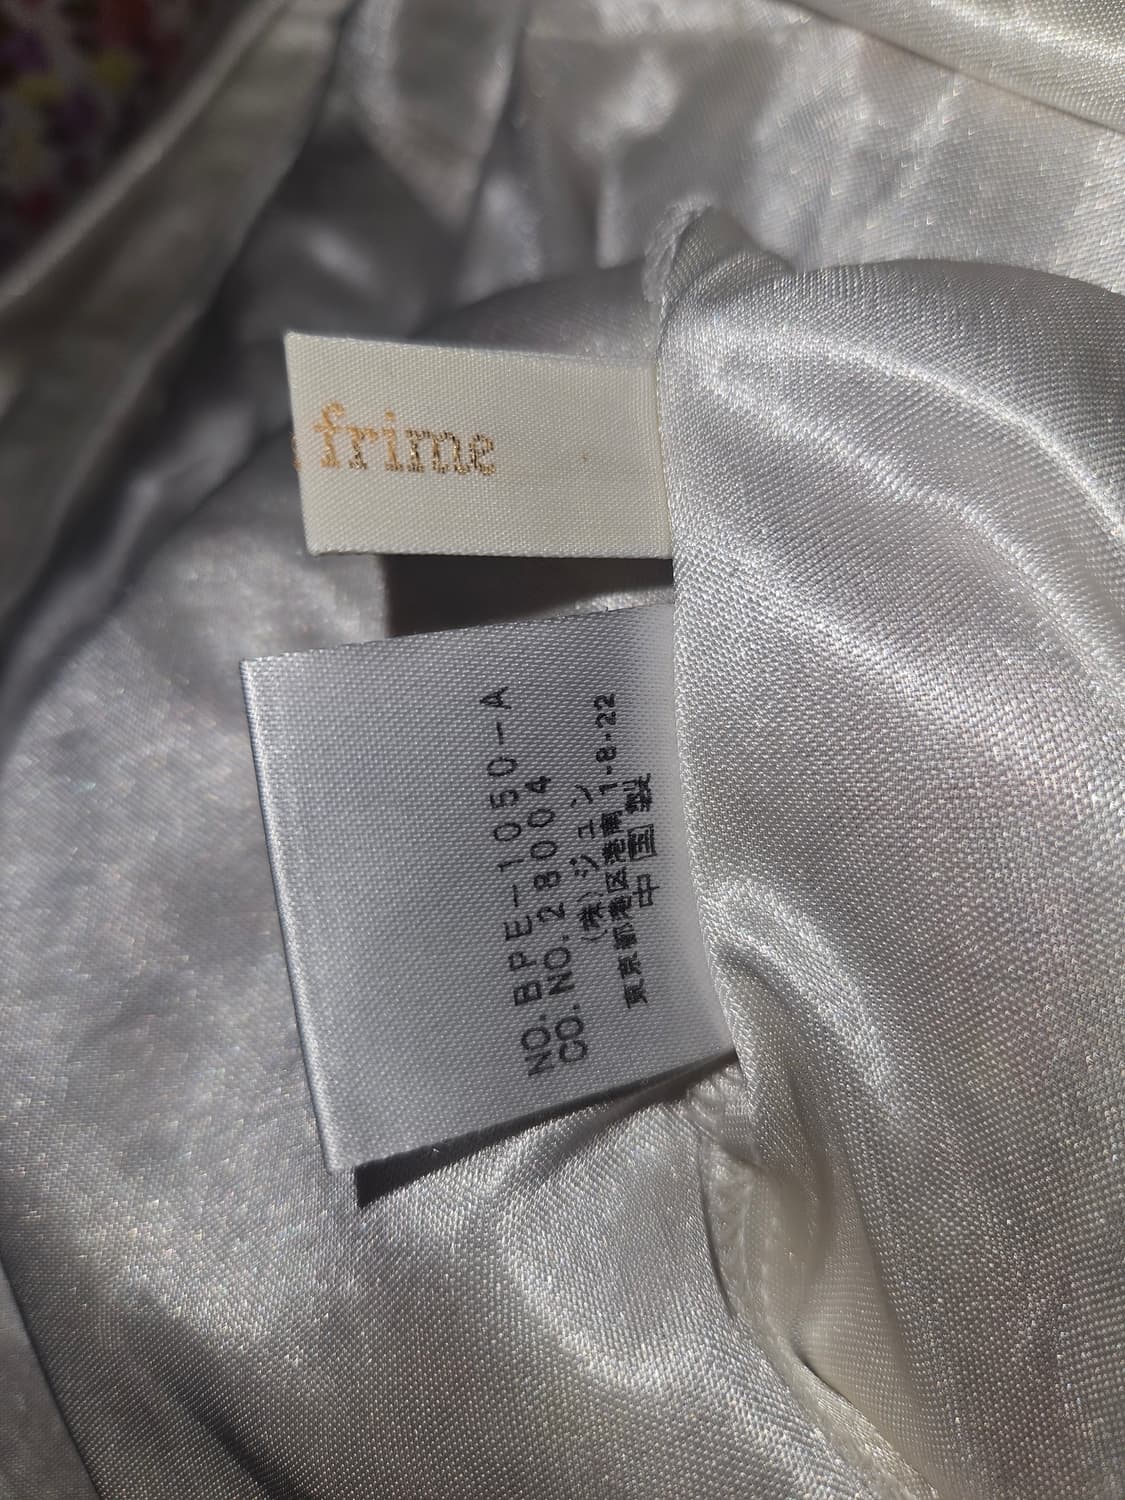 frime
NO. BPE-1050-A
CO. NO. 28004
(株)ジュン
東京都港区港南1-8-22
中国製